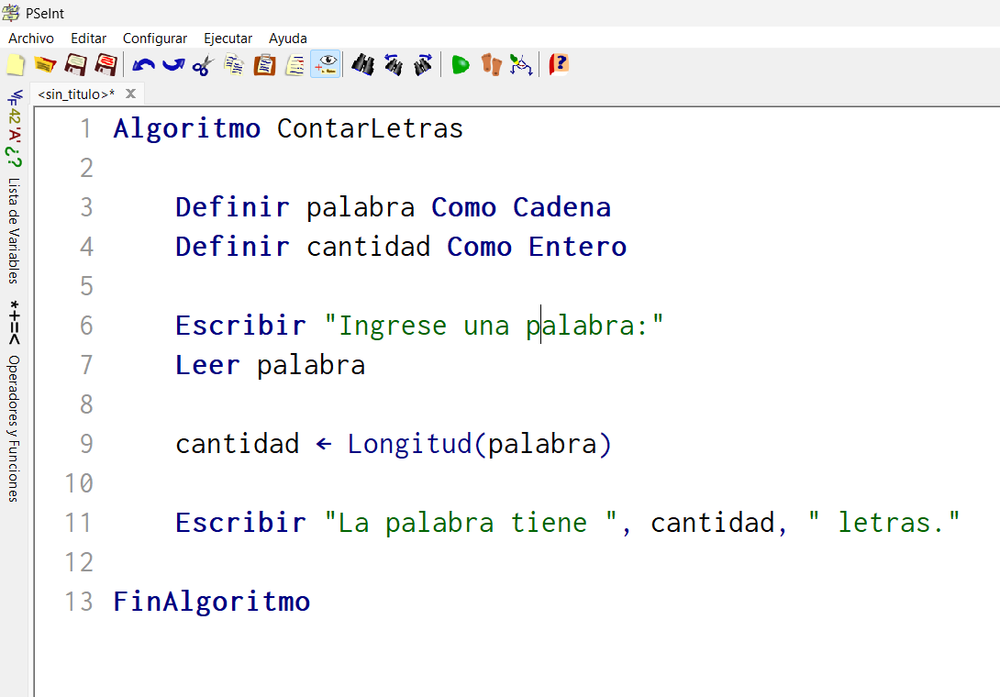 PSeInt
Archivo Editar Configurar Ejecutar Ayuda
<sin_titulo>* X
1 Algoritmo ContarLetras
2
3 Definir palabra Como Cadena
4 Definir cantidad Como Entero
5
6 Escribir "Ingrese una palabra:"
7 Leer palabra
8
9 cantidad ← Longitud(palabra)
10
11 Escribir "La palabra tiene ", cantidad, " letras."
12
13 FinAlgoritmo
V/F 42 'A' ¿? Lista de Variables
*+=< Operadores y Funciones